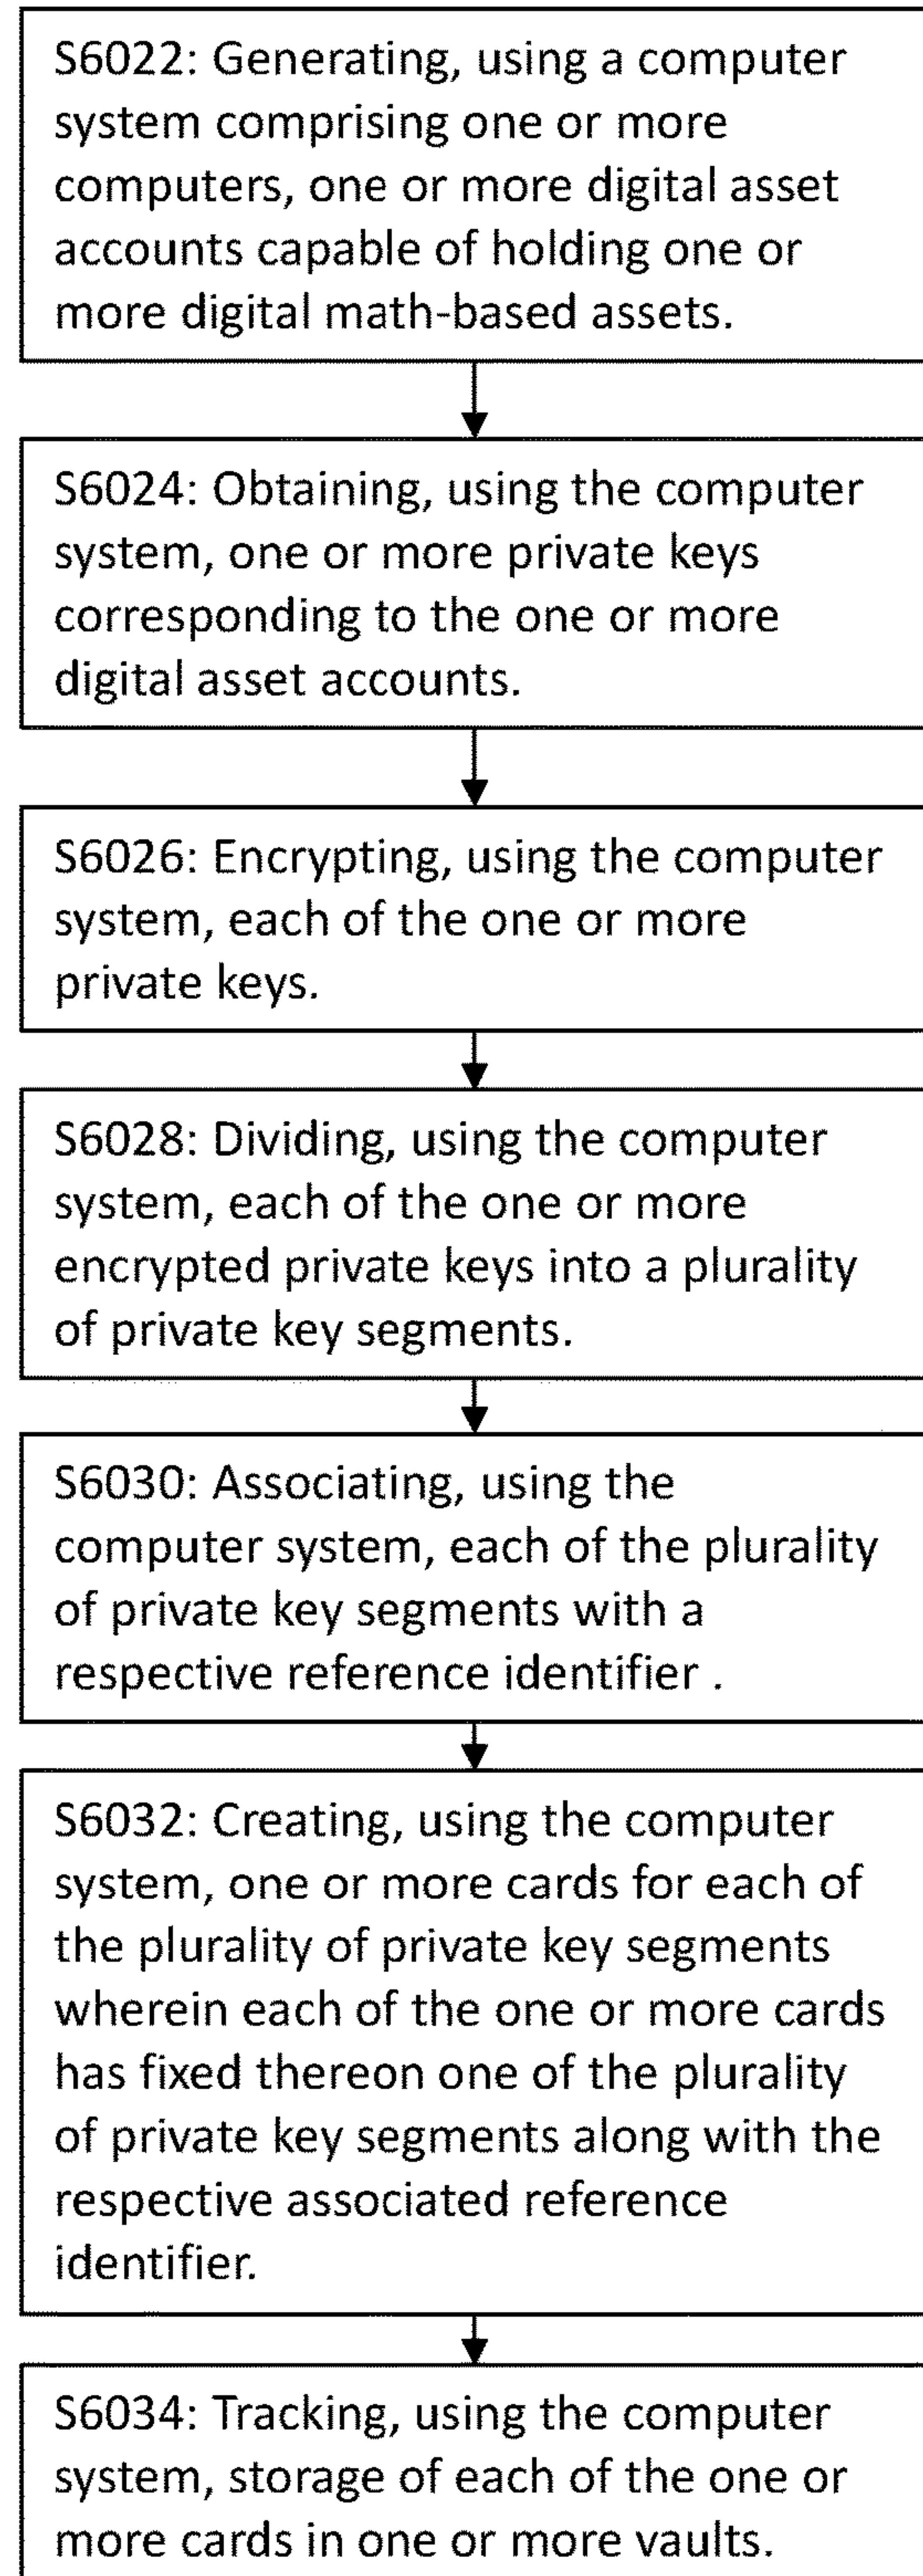 S6022: Generating, using a computer
system comprising one or more
computers, one or more digital asset
accounts capable of holding one or
more digital math-based assets.
S6024: Obtaining, using the computer
system, one or more private keys
corresponding to the one or more
digital asset accounts.
S6026: Encrypting, using the computer
system, each of the one or more
private keys.
S6028: Dividing, using the computer
system, each of the one or more
encrypted private keys into a plurality
of private key segments.
S6030: Associating, using the
computer system, each of the plurality
of private key segments with a
respective reference identifier .
S6032: Creating, using the computer
system, one or more cards for each of
the plurality of private key segments
wherein each of the one or more cards
has fixed thereon one of the plurality
of private key segments along with the
respective associated reference
identifier.
S6034: Tracking, using the computer
system, storage of each of the one or
more cards in one or more vaults.